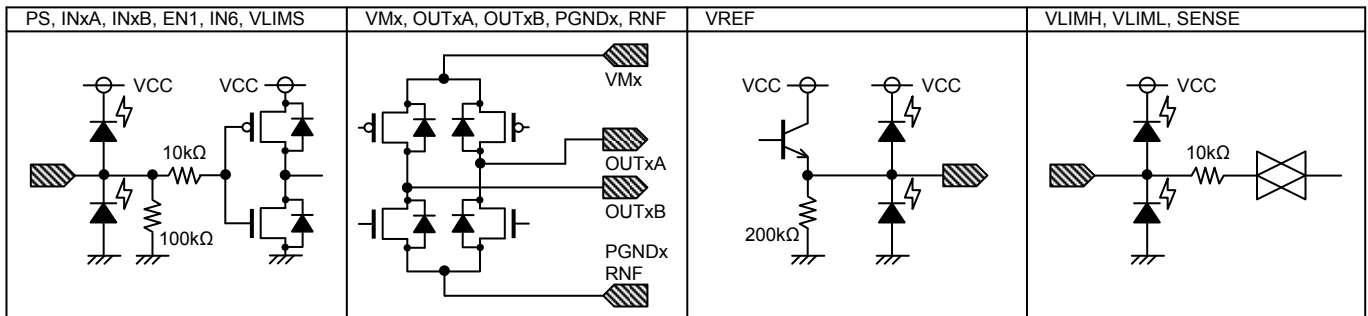 PS, INxA, INxB, EN1, IN6, VLIMS
VMx, OUTxA, OUTxB, PGNDx, RNF
VREF
VLIMH, VLIML, SENSE
VCC
VCC
10kΩ
100kΩ
VMx
OUTxA
OUTxB
PGNDx
RNF
VCC
VCC
200kΩ
VCC
10kΩ